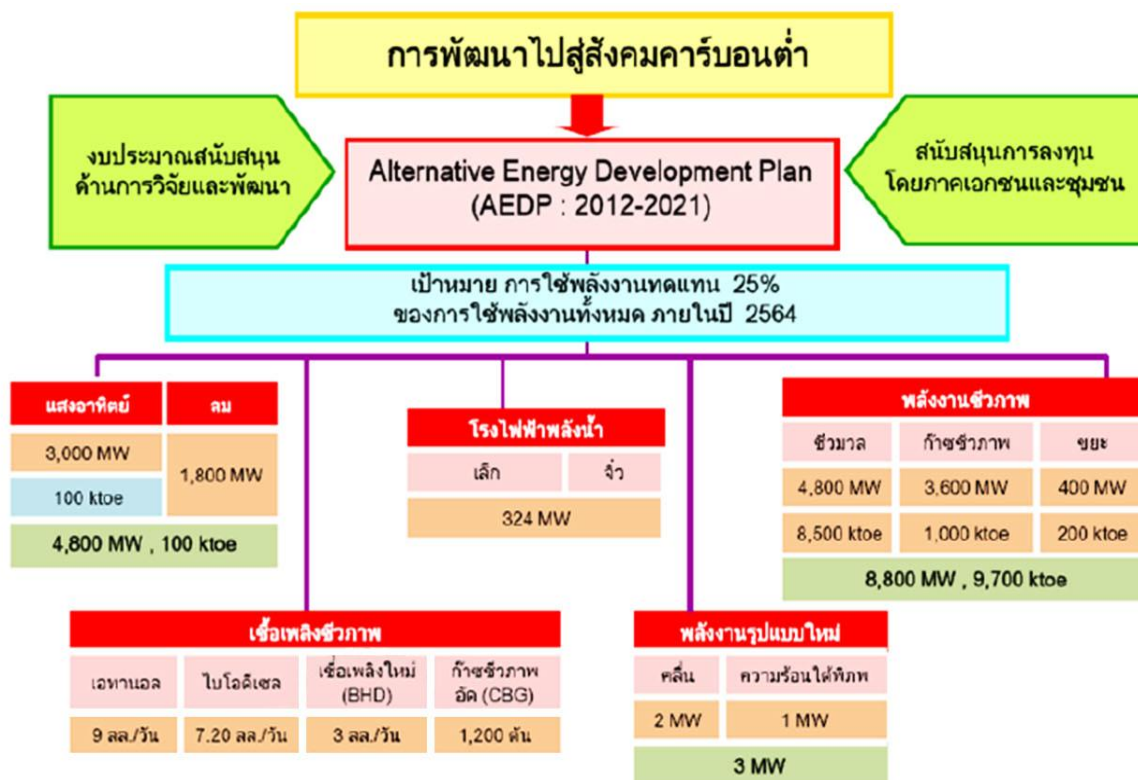 การพัฒนาไปสู่สังคมคาร์บอนต่ำ
งบประมาณสนับสนุน
ด้านการวิจัยและพัฒนา
Alternative Energy Development Plan
(AEDP : 2012-2021)
สนับสนุนการลงทุน
โดยภาคเอกชนและชุมชน
เป้าหมาย การใช้พลังงานทดแทน 25%
ของการใช้พลังงานทั้งหมด ภายในปี 2564
แสงอาทิตย์ ลม
3,000 MW
1,800 MW
100 ktoe
4,800 MW , 100 ktoe
โรงไฟฟ้าพลังน้ำ
เล็ก จิ๋ว
324 MW
พลังงานชีวภาพ
ชีวมวล ก๊าซชีวภาพ ขยะ
4,800 MW 3,600 MW 400 MW
8,500 ktoe 1,000 ktoe 200 ktoe
8,800 MW , 9,700 ktoe
เชื้อเพลิงชีวภาพ
เอทานอล ไบโอดีเซล เชื้อเพลิงใหม่ (BHD) ก๊าซชีวภาพ อัด (CBG)
9 ลล./วัน 7.20 ลล./วัน 3 ลล./วัน 1,200 ตัน
พลังงานรูปแบบใหม่
คลื่น ความร้อนใต้พิภพ
2 MW 1 MW
3 MW